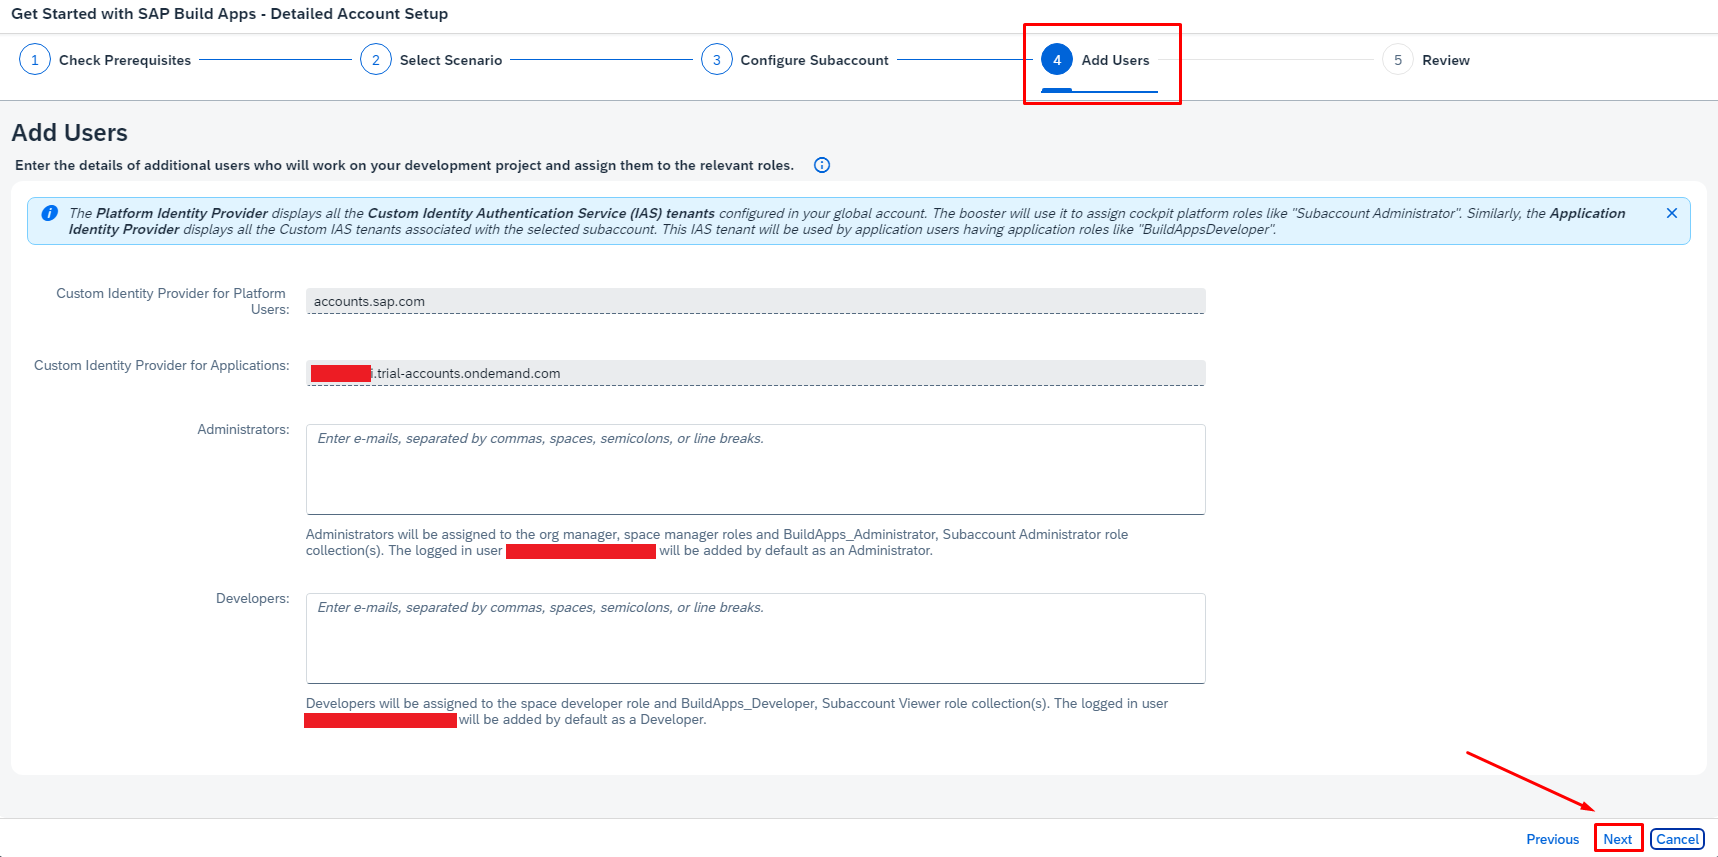 Get Started with SAP Build Apps - Detailed Account Setup
1 Check Prerequisites 2 Select Scenario 3 Configure Subaccount 4 Add Users 5 Review
Add Users
Enter the details of additional users who will work on your development project and assign them to the relevant roles.
The Platform Identity Provider displays all the Custom Identity Authentication Service (IAS) tenants configured in your global account. The booster will use it to assign cockpit platform roles like "Subaccount Administrator". Similarly, the Application
Identity Provider displays all the Custom IAS tenants associated with the selected subaccount. This IAS tenant will be used by application users having application roles like "BuildAppsDeveloper".
Custom Identity Provider for Platform
Users:
accounts.sap.com
Custom Identity Provider for Applications: i.trial-accounts.ondemand.com
Administrators:
Enter e-mails, separated by commas, spaces, semicolons, or line breaks.
Administrators will be assigned to the org manager, space manager roles and BuildApps_Administrator, Subaccount Administrator role
collection(s). The logged in user will be added by default as an Administrator.
Developers:
Enter e-mails, separated by commas, spaces, semicolons, or line breaks.
Developers will be assigned to the space developer role and BuildApps_Developer, Subaccount Viewer role collection(s). The logged in user
will be added by default as a Developer.
Previous Next Cancel